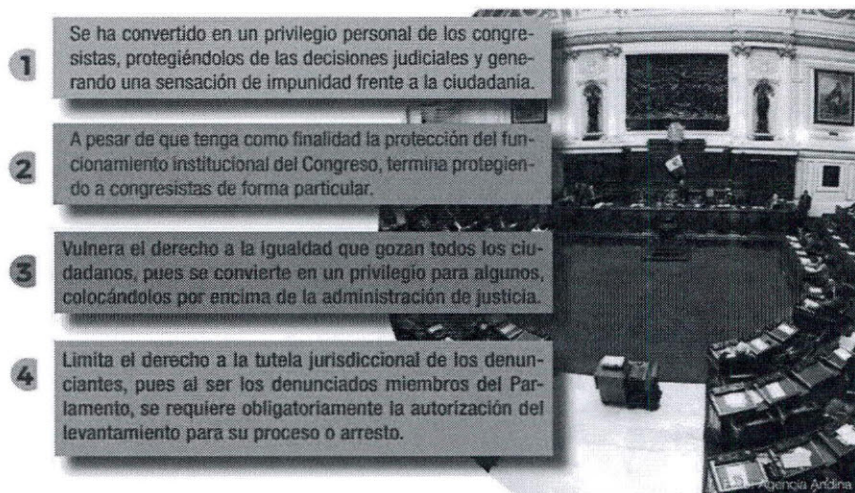 1
Se ha convertido en un privilegio personal de los congre-
sistas, protegiéndolos de las decisiones judiciales y gene-
rando una sensación de impunidad frente a la ciudadania.
2
A pesar de que tenga como finalidad la protección del fun-
cionamiento institucional del Congreso, termina protegien-
do a congresistas de forma particular.
3
Vulnera el derecho a la igualdad que gozan todos los ciu-
dadanos, pues se convierte en un privilegio para algunos,
colocándolos por encima de la administración de justicia.
4
Limita el derecho a la tutela jurisdiccional de los denun-
ciantes, pues al ser los denunciados miembros del Par-
lamento, se requiere obligatoriamente la autorización del
levantamiento para su proceso o arresto.
Agencia Andina